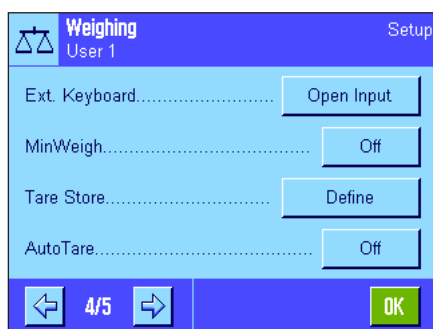 Weighing Setup
User 1
Ext. Keyboard.......................... Open Input
MinWeigh...................................... Off
Tare Store.............................. Define
AutoTare........................................ Off
4/5 OK